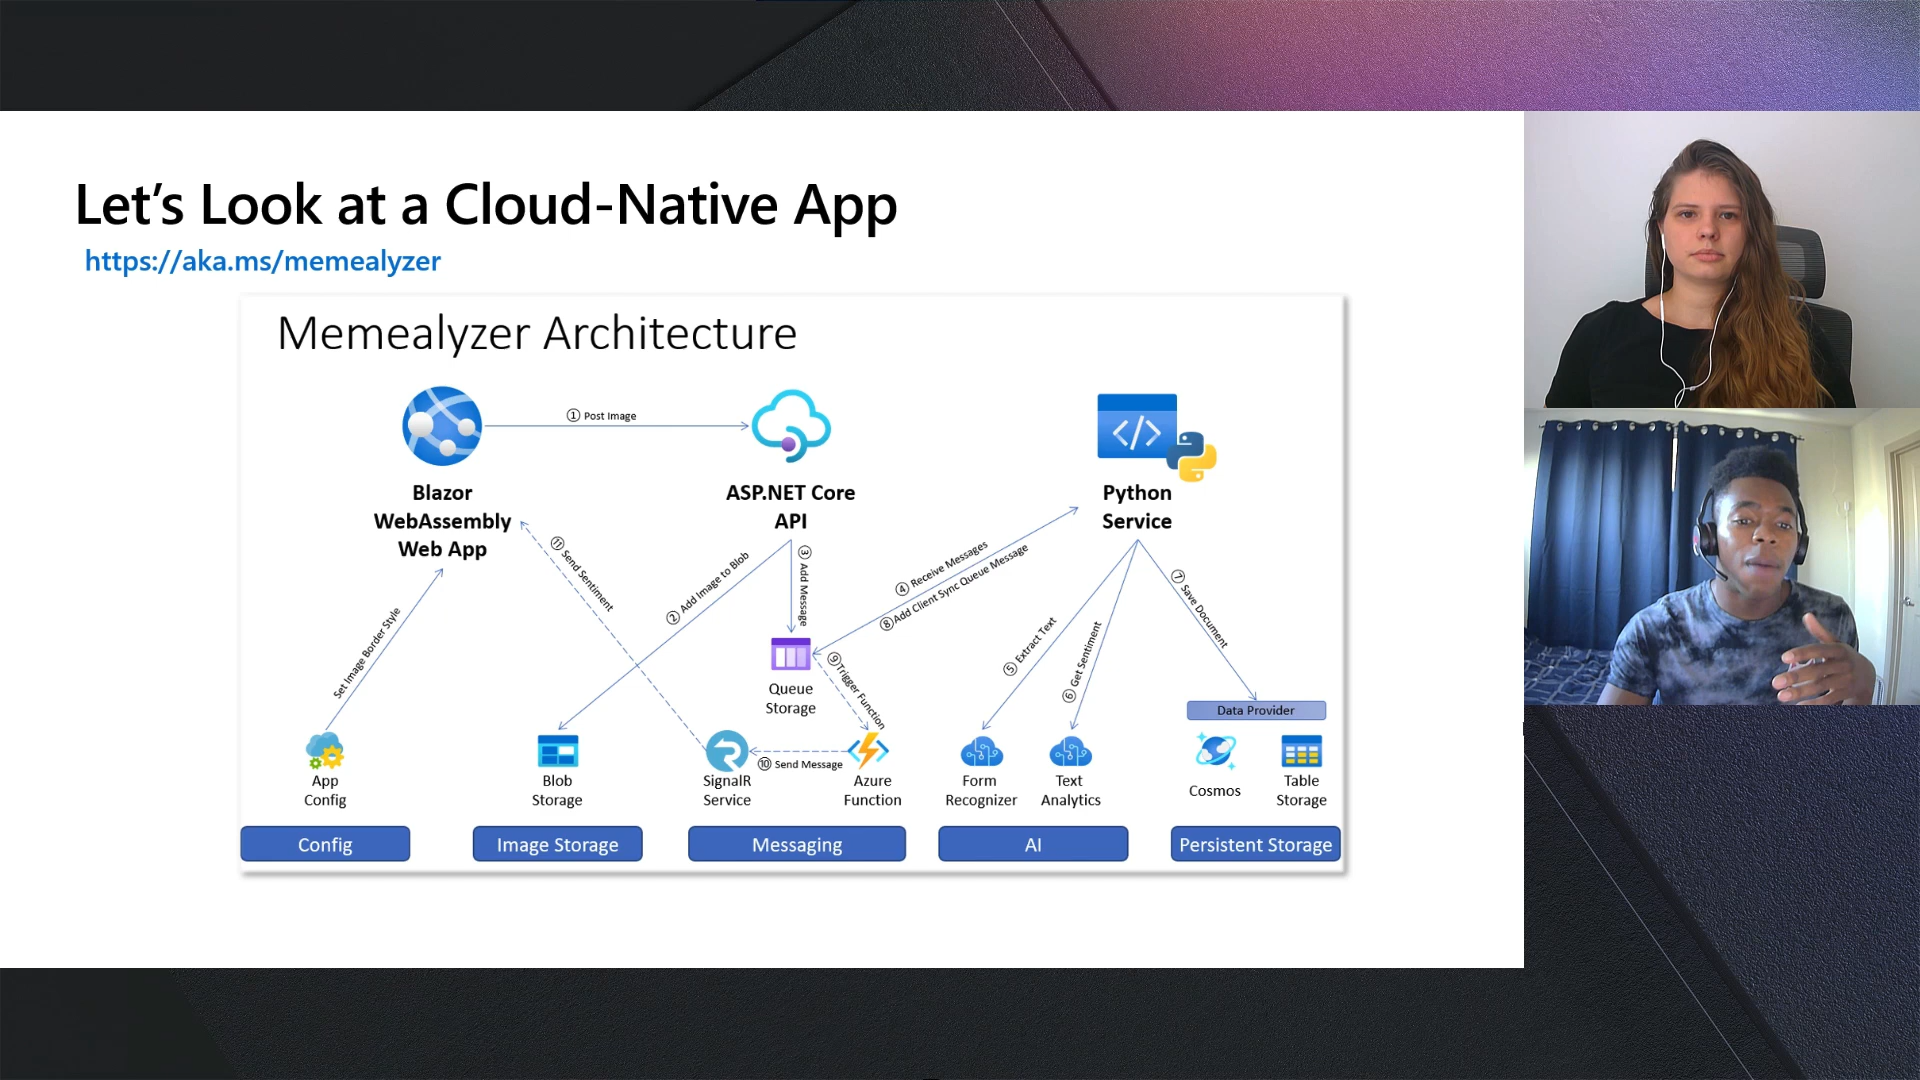 Let's Look at a Cloud-Native App
https://aka.ms/memealyzer
Memealyzer Architecture
① Post Image
Blazor
WebAssembly
Web App
ASP.NET Core
API
</>
Python
Service
⑪ Send Sentiment
② Add Image to Blob
③ Add Message
④ Receive Messages
⑧Add Client Sync Queue Message
Set Image Border Style
⑤ Extract Text
⑥ Get Sentiment
⑦ Save Document
Queue
Storage
⑨Trigger Function
Data Provider
⑩ Send Message
App
Config
Blob
Storage
SignalR
Service
Azure
Function
Form
Recognizer
Text
Analytics
Cosmos
Table
Storage
Config
Image Storage
Messaging
AI
Persistent Storage